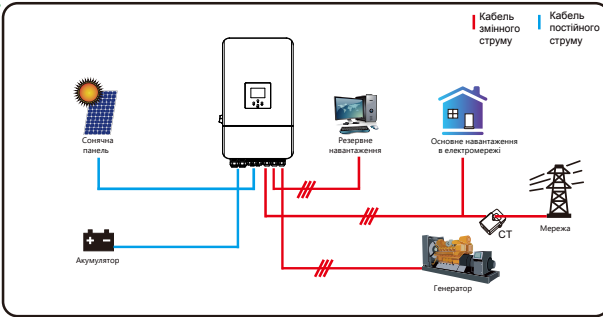 Кабель
змінного
струму
Кабель
постійного
струму
Сонячна
панель
Резервне
навантаження
Основне навантаження
в електромережі
Акумулятор
CT
Мережа
Генератор